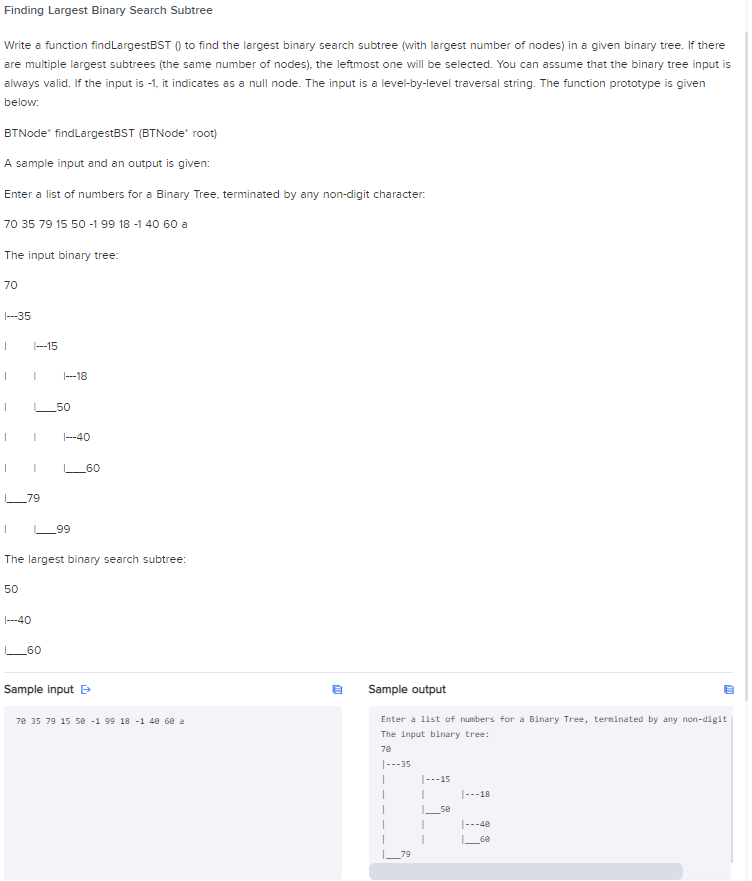 Finding Largest Binary Search Subtree
Write a function findLargestBST () to find the largest binary search subtree (with largest number of nodes) in a given binary tree. If there
are multiple largest subtrees (the same number of nodes), the leftmost one will be selected. You can assume that the binary tree input is
always valid. If the input is -1, it indicates as a null node. The input is a level-by-level traversal string. The function prototype is given
below:
BTNode* findLargestBST (BTNode* root)
A sample input and an output is given:
Enter a list of numbers for a Binary Tree, terminated by any non-digit character:
70 35 79 15 50 -1 99 18 -1 40 60 a
The input binary tree:
70
|---35
| |---15
| | |---18
| |___50
| | |---40
| | |___60
|___79
| |___99
The largest binary search subtree:
50
|---40
|___60
Sample input
70 35 79 15 50 -1 99 18 -1 40 60 a
Sample output
Enter a list of numbers for a Binary Tree, terminated by any non-digit
The input binary tree:
70
|---35
| |---15
| | |---18
| |___50
| | |---40
| | |___60
|___79